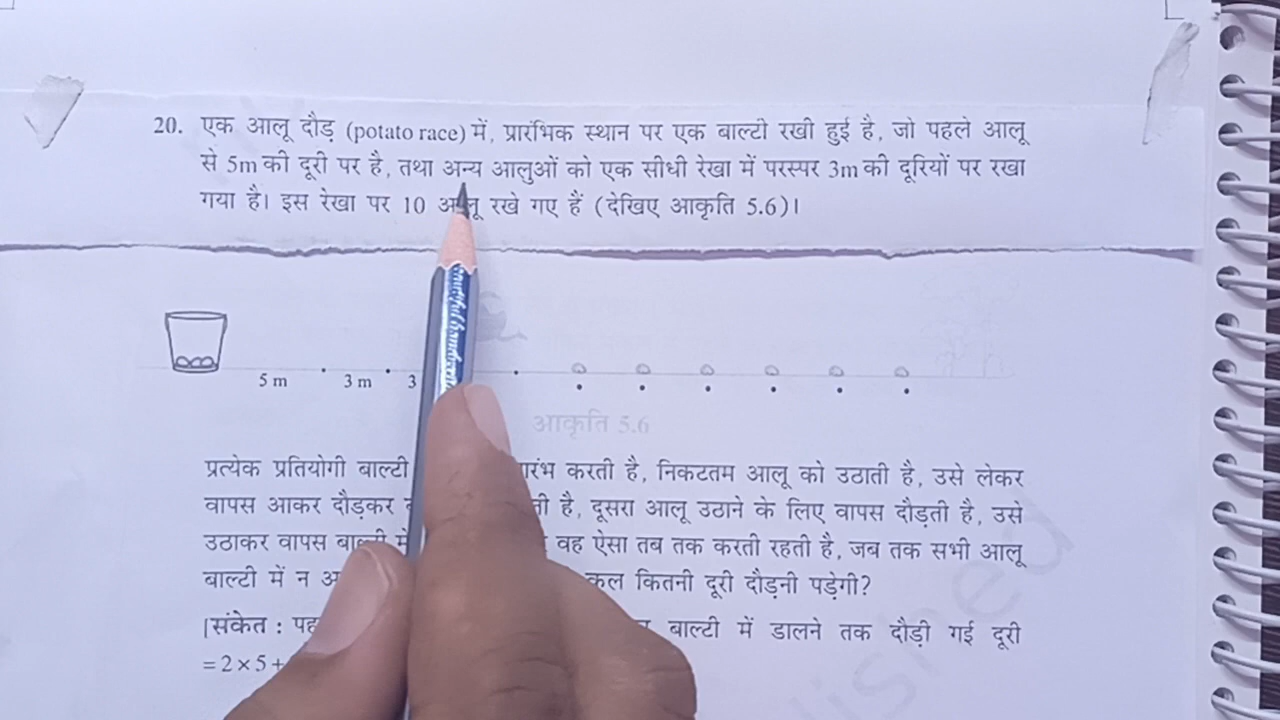 20. एक आलू दौड़ (potato race) में, प्रारंभिक स्थान पर एक बाल्टी रखी हुई है, जो पहले आलू
से 5m की दूरी पर है, तथा अन्य आलुओं को एक सीधी रेखा में परस्पर 3m की दूरियों पर रखा
गया है। इस रेखा पर 10 आलू रखे गए हैं (देखिए आकृति 5.6)।
5 m 3 m 3
आकृति 5.6
प्रत्येक प्रतियोगी बाल्टी करती है, निकटतम आलू को उठाती है, उसे लेकर
वापस आकर दौड़कर है, दूसरा आलू उठाने के लिए वापस दौड़ती है, उसे
उठाकर वापस वह ऐसा तब तक करती रहती है, जब तक सभी आलू
बाल्टी में न कितनी दूरी दौड़नी पड़ेगी?
[संकेत : बाल्टी में डालने तक दौड़ी गई दूरी
= 2×5+